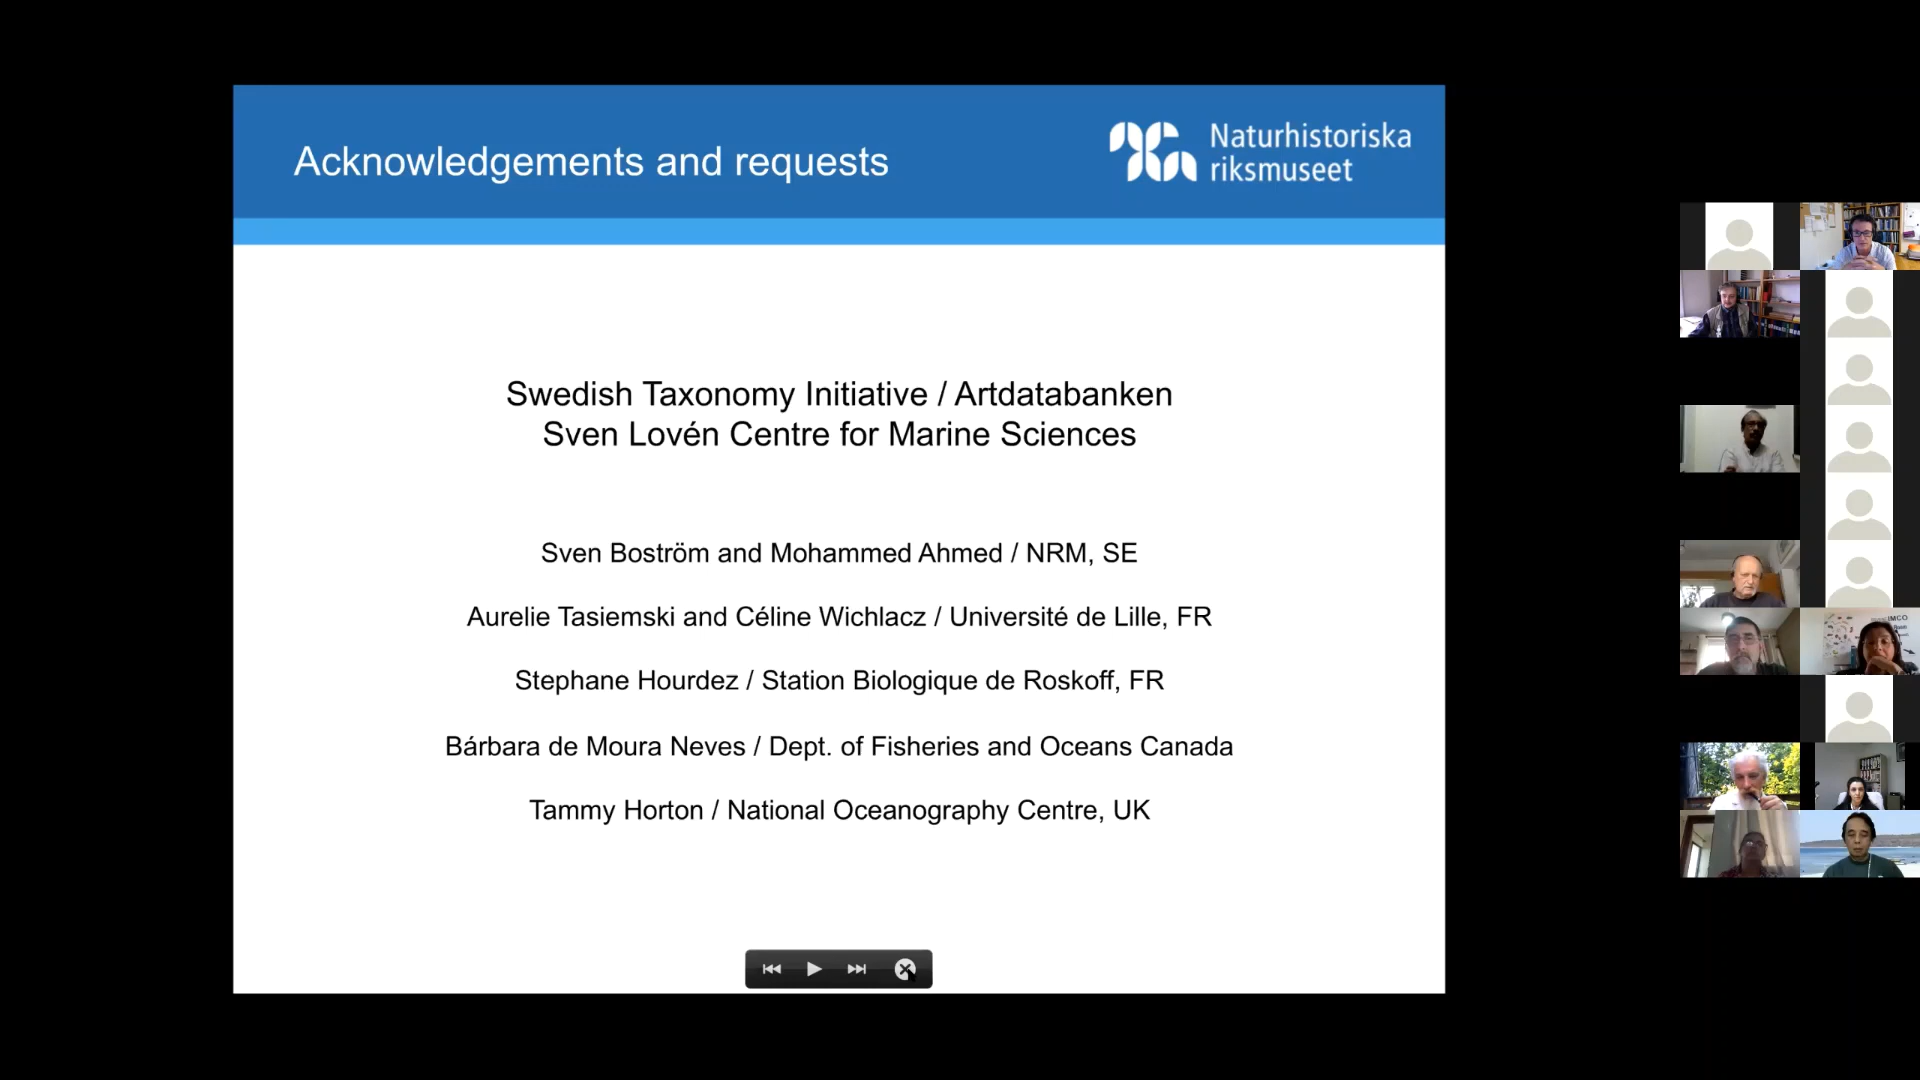 Acknowledgements and requests
Naturhistoriska
riksmuseet
Swedish Taxonomy Initiative / Artdatabanken
Sven Lovén Centre for Marine Sciences
Sven Boström and Mohammed Ahmed / NRM, SE
Aurelie Tasiemski and Céline Wichlacz / Université de Lille, FR
Stephane Hourdez / Station Biologique de Roskoff, FR
Bárbara de Moura Neves / Dept. of Fisheries and Oceans Canada
Tammy Horton / National Oceanography Centre, UK
IMCO